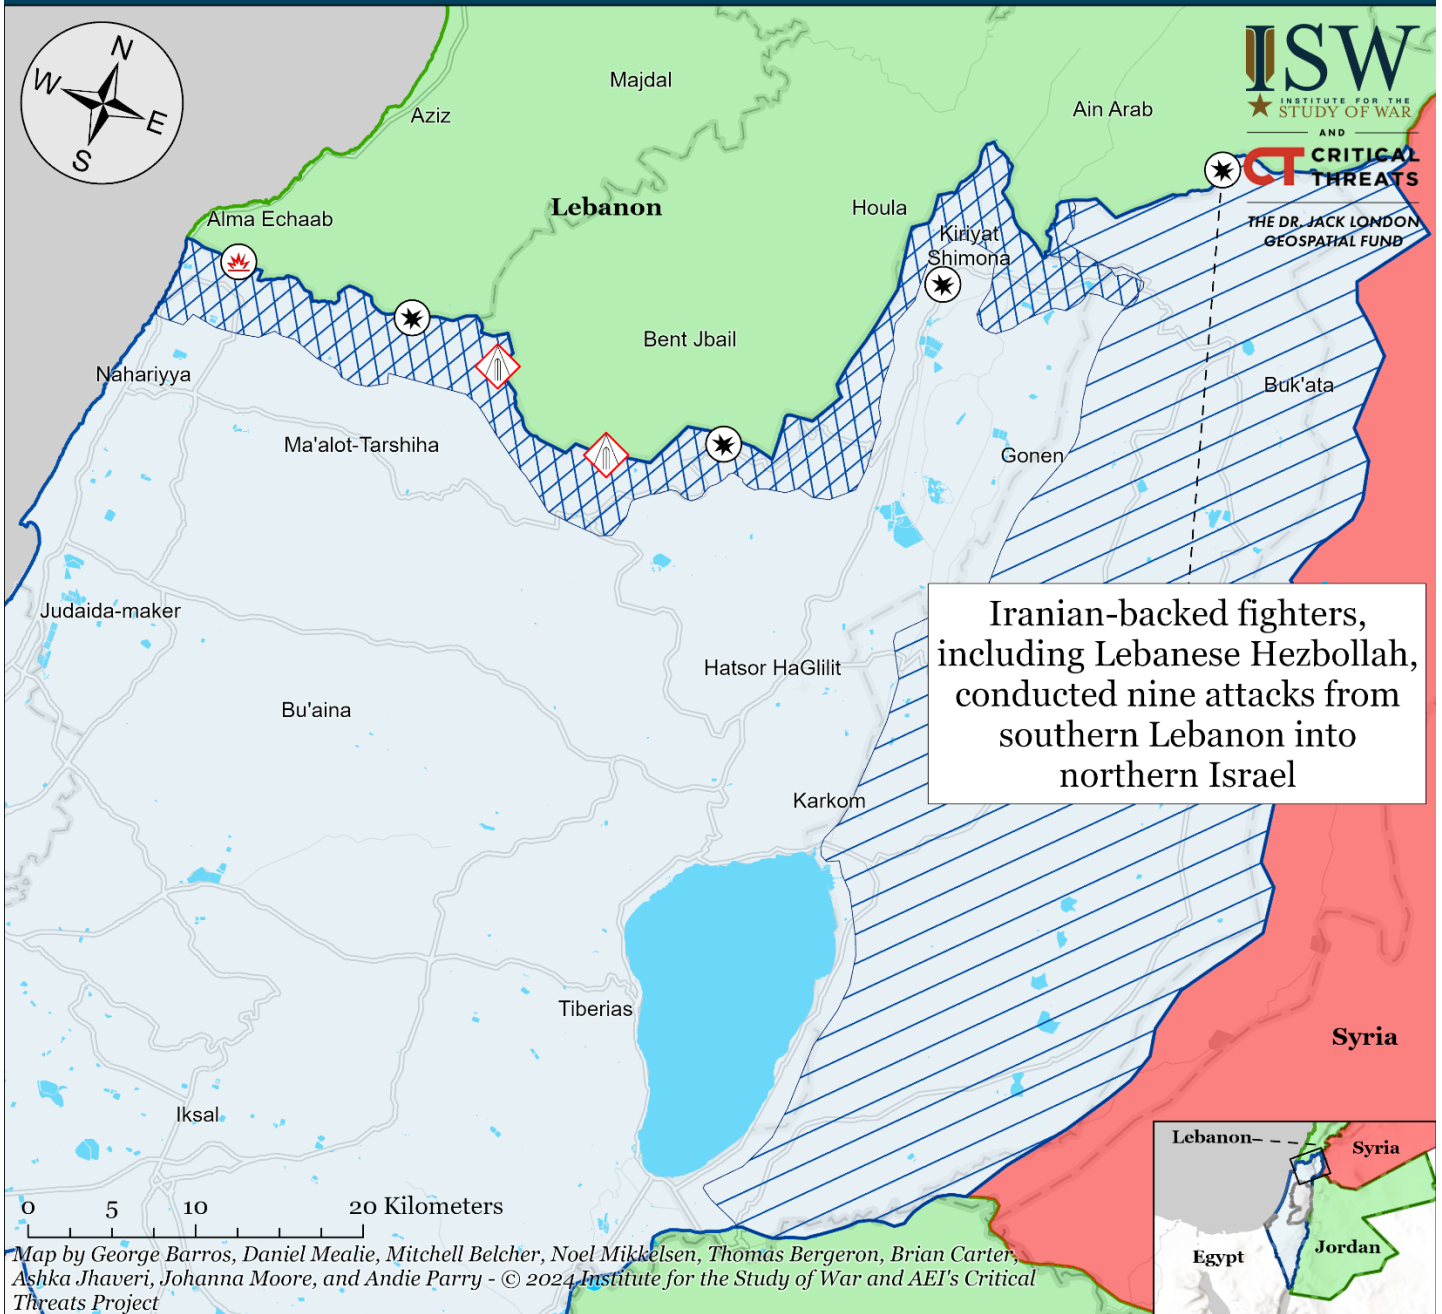 N
W
E
S
Majdal
Aziz
Ain Arab
ISW
INSTITUTE FOR THE
STUDY OF WAR
AND
CT CRITICAL
THREATS
THE DR. JACK LONDON
GEOSPATIAL FUND
Alma Echaab
Lebanon
Houla
Kiriyat
Shimona
Bent Jbail
Nahariyya
Buk'ata
Ma'alot-Tarshiha
Gonen
Judaida-maker
Iranian-backed fighters,
including Lebanese Hezbollah,
conducted nine attacks from
southern Lebanon into
northern Israel
Hatsor HaGlilit
Bu'aina
Karkom
Tiberias
Syria
Iksal
Lebanon
Syria
Egypt
Jordan
0 5 10 20 Kilometers
Map by George Barros, Daniel Mealie, Mitchell Belcher, Noel Mikkelsen, Thomas Bergeron, Brian Carter,
Ashka Jhaveri, Johanna Moore, and Andie Parry - © 2024 Institute for the Study of War and AEI's Critical
Threats Project